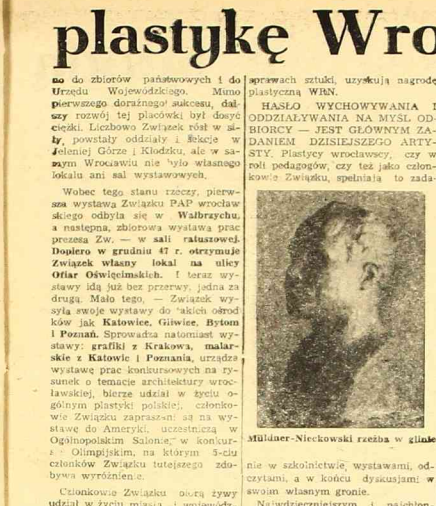 plastykę Wro
no do zbiorów państwowych i do
Urzędu Wojewódzkiego. Mimo
pierwszego doraźnego sukcesu, dal-
szy rozwój tej placówki był dosyć
ciężki. Liczbowo Związek rósł w si-
łę, powstały oddziały i sekcje w
Jeleniej Górze i Kłodzku, ale w sa-
mym Wrocławiu nie było własnego
lokalu ani sal wystawowych.
Wobec tego stanu rzeczy, pierw-
sza wystawa Związku PAP wrocław
skiego odbyła się w Wałbrzychu,
a następna, zbiorowa wystawa prac
prezesa Zw. — w sali ratuszowej.
Dopiero w grudniu 47 r. otrzymuje
Związek własny lokal na ulicy
Ofiar Oświęcimskich. I teraz wy-
stawy idą już bez przerwy, jedna za
drugą. Mało tego, — Związek wy-
syła swoje wystawy do takich ośrod
ków jak Katowice, Gliwice, Bytom
i Poznań. Sprowadza natomiast wy-
stawy: grafiki z Krakowa, malar-
skie z Katowic i Poznania, urządza
wystawę prac konkursowych na ry-
sunek o temacie architektury wroc-
ławskiej, bierze udział w życiu o-
gólnym plastyki polskiej, członko-
wie Związku zapraszani są na wy-
stawę do Ameryki, uczestniczą w
Ogólnopolskim Salonie, w konkur-
Olimpijskim, na którym 5-ciu
członków Związku tutejszego zdo-
bywa wyróżnienie.
Członkowie Związku biorą żywy
udział w życiu miasta i
sprawach sztuki, uzyskują nagrodę
plastyczną WRN.
HASŁO WYCHOWYWANIA I
ODDZIAŁYWANIA NA MYŚL OD-
BIORCY — JEST GŁÓWNYM ZA-
DANIEM DZISIEJSZEGO ARTY-
STY. Plastycy wrocławscy, czy w
roli pedagogów, czy też jako człon-
kowie Związku, spełniają to zada-
Müldner-Nieckowski rzeźba w glinie
nie w szkolnictwie, wystawami, od-
czytami, a w końcu dyskusjami w
swoim własnym gronie.